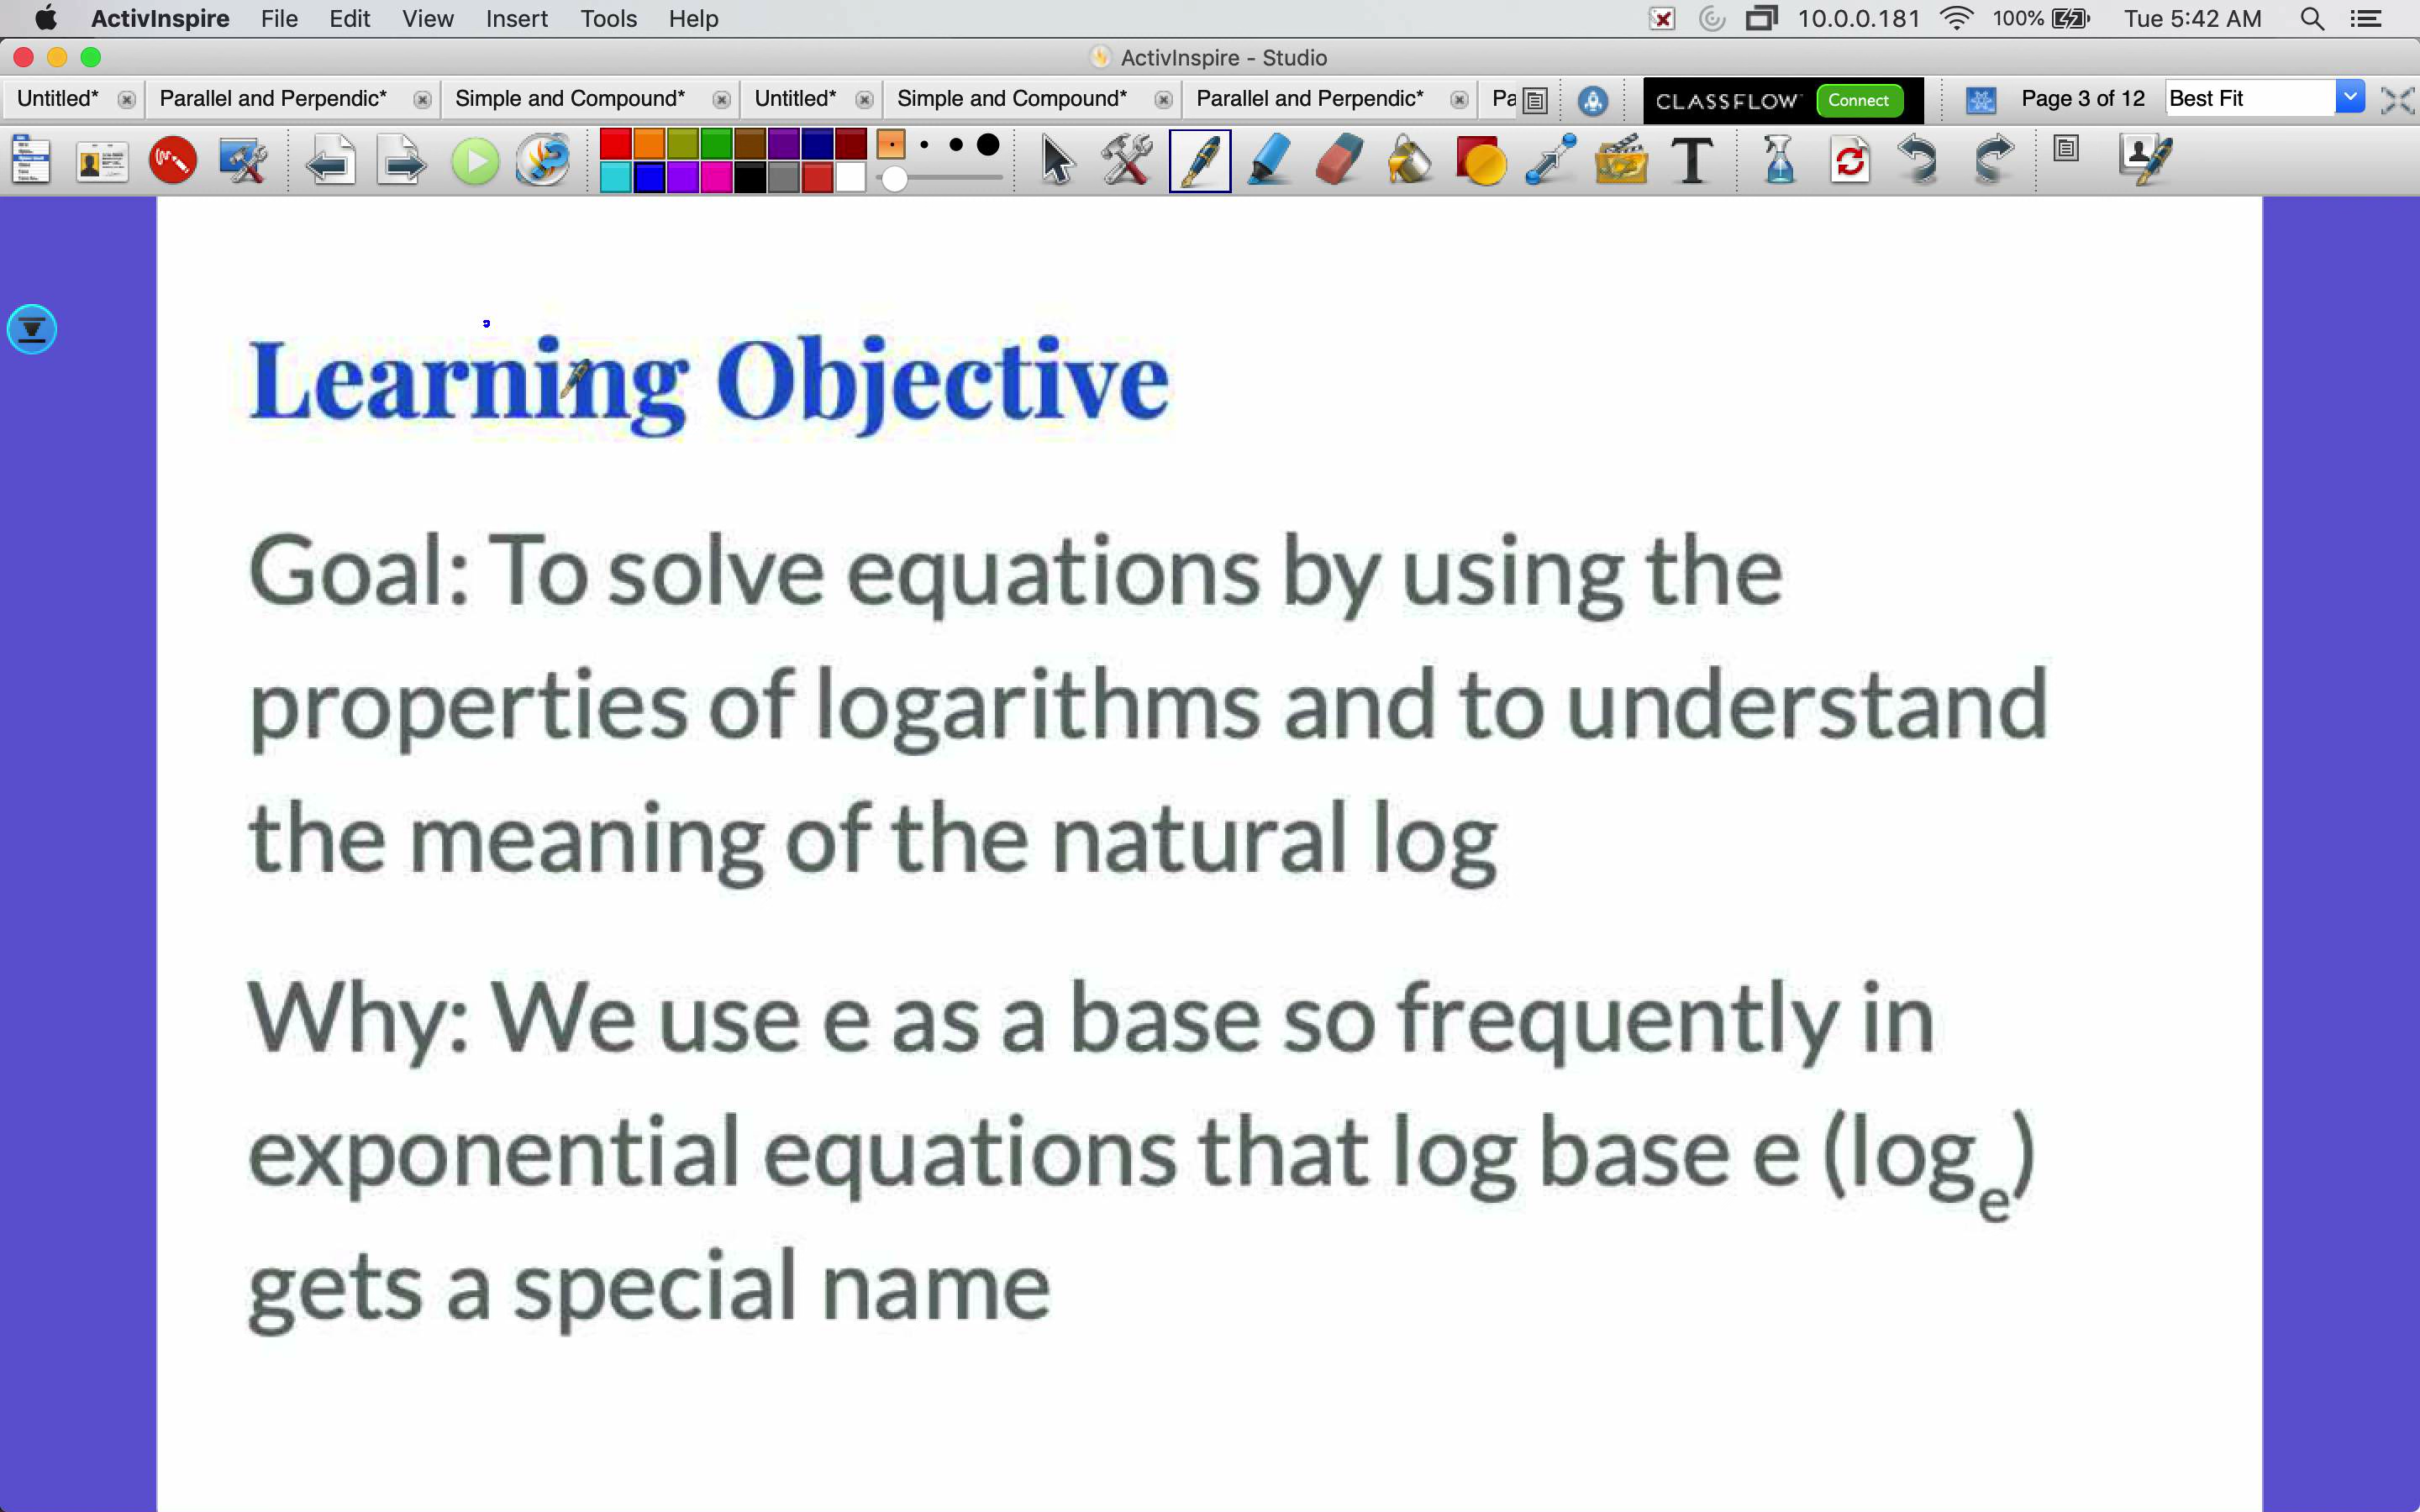 ActivInspire File Edit View Insert Tools Help 10.0.0.181 100% Tue 5:42 AM
ActivInspire - Studio
Untitled* Parallel and Perpendic* Simple and Compound* Untitled* Simple and Compound* Parallel and Perpendic* Pa CLASSFLOW Connect Page 3 of 12 Best Fit
T
Learning Objective
Goal: To solve equations by using the
properties of logarithms and to understand
the meaning of the natural log
Why: We use e as a base so frequently in
exponential equations that log base e (logₑ)
gets a special name